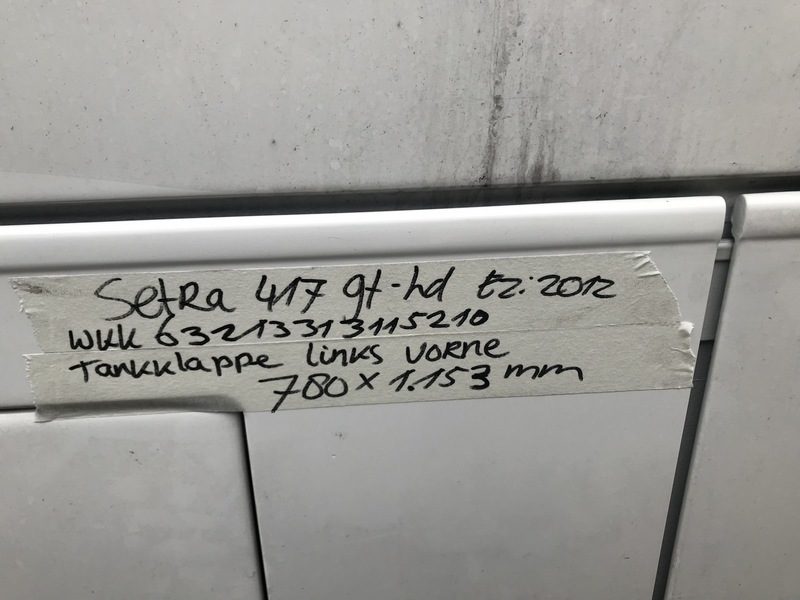 SetRa 417 gt-hd Ez: 2012
WKK 63213313115210
Tankklappe links vorne
780 x 1.153 mm